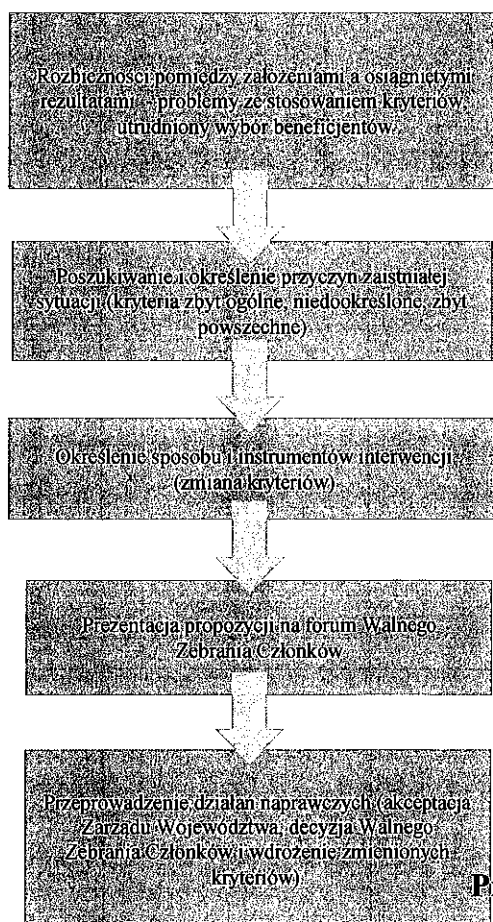 Rozbieżności pomiędzy założeniami a osiągniętymi
rezultatami – problemy ze stosowaniem kryteriów,
utrudniony wybór beneficjentów.
Poszukiwanie i określenie przyczyn zaistniałej
sytuacji (kryteria zbyt ogólne, niedookreślone, zbyt
powszechne)
Określenie sposobu i instrumentów interwencji
(zmiana kryteriów)
Prezentacja propozycji na forum Walnego
Zebrania Członków
Przeprowadzenie działań naprawczych (akceptacja
Zarządu Województwa, decyzja Walnego
Zebrania Członków i wdrożenie zmienionych
kryteriów)
P